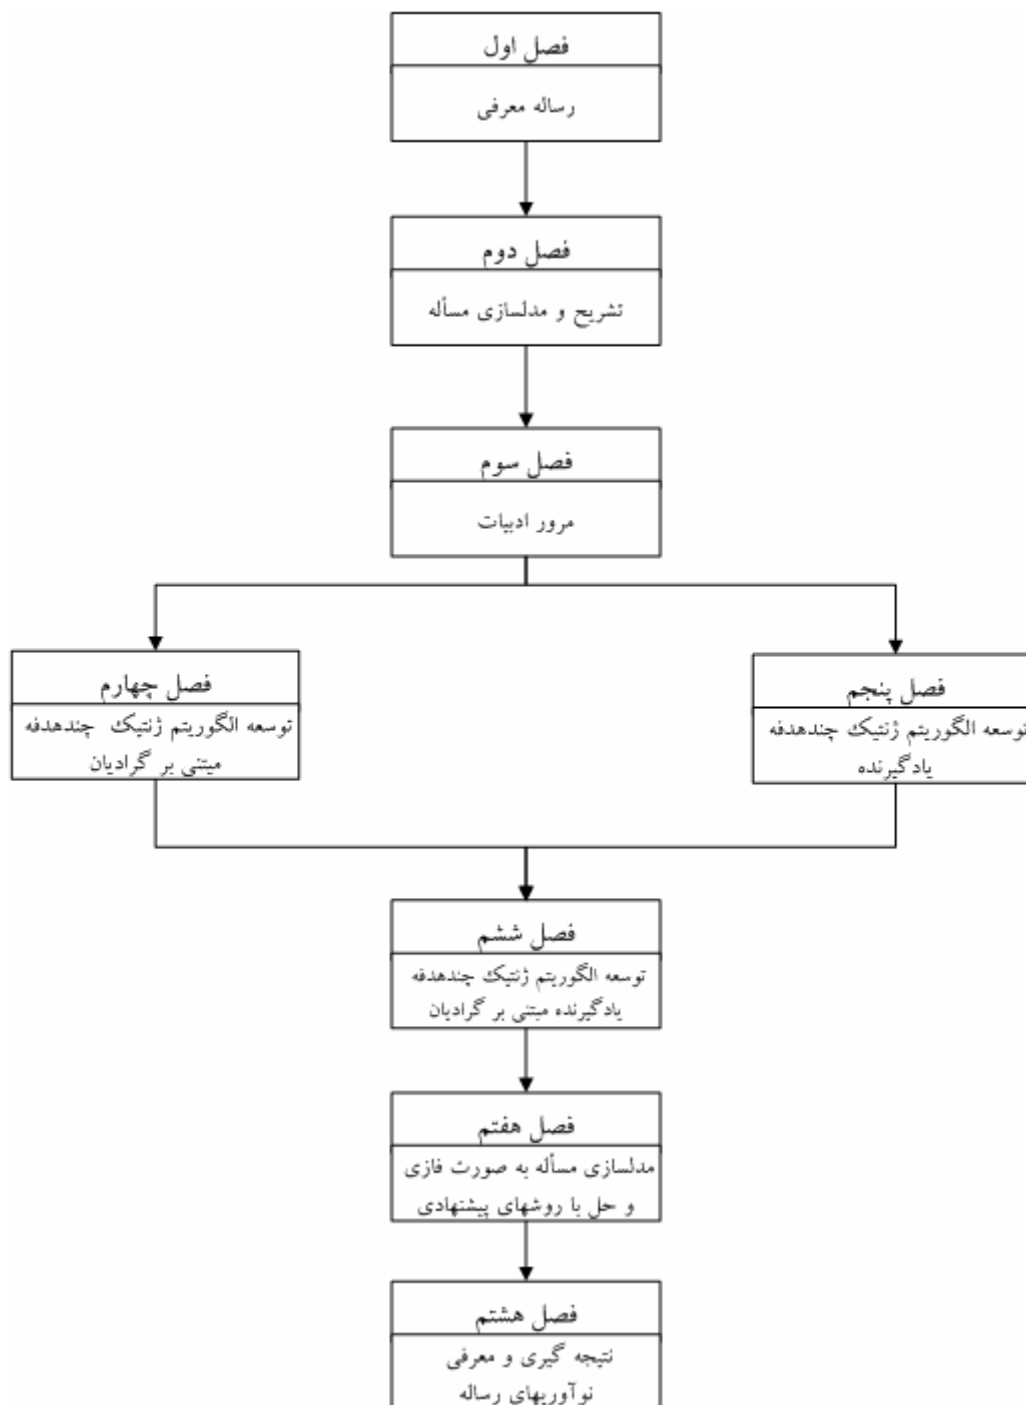 فصل اول
رساله معرفی
فصل دوم
تشریح و مدلسازی مسأله
فصل سوم
مرور ادبیات
فصل چهارم
توسعه الگوریتم ژنتیک چندهدفه
مبتنی بر گرادیان
فصل پنجم
توسعه الگوریتم ژنتیک چندهدفه
یادگیرنده
فصل ششم
توسعه الگوریتم ژنتیک چندهدفه
یادگیرنده مبتنی بر گرادیان
فصل هفتم
مدلسازی مسأله به صورت فازی
و حل با روشهای پیشنهادی
فصل هشتم
نتیجه گیری و معرفی
نوآوریهای رساله